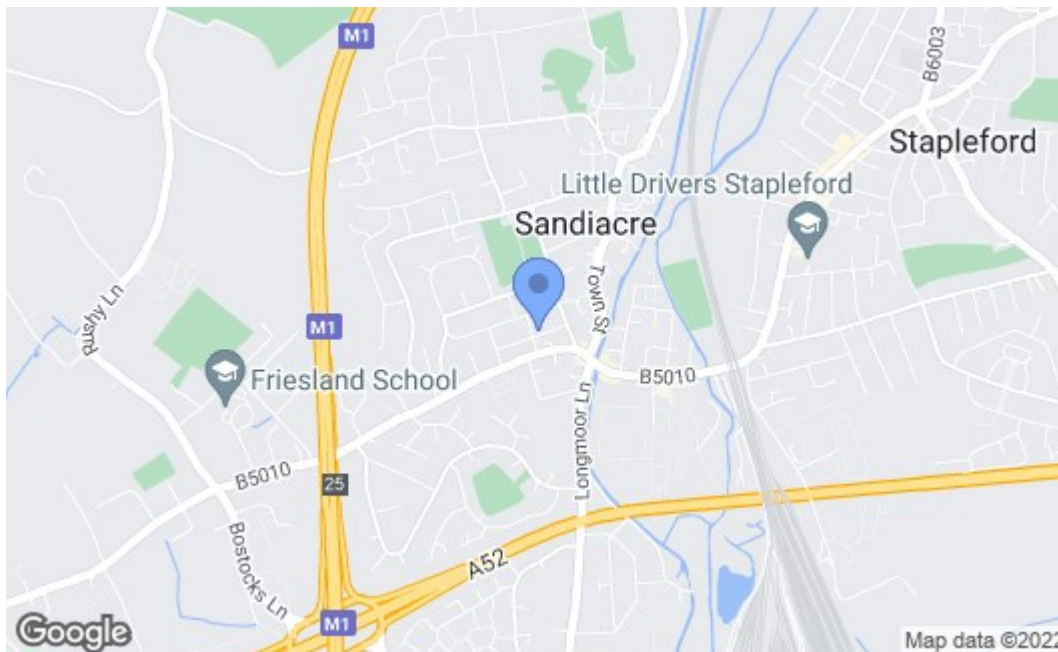 M1
B6003
Stapleford
Little Drivers Stapleford
Sandiacre
Town St
Rushy Ln
M1
Friesland School
B5010
Longmoor Ln
B5010
25
Bostocks Ln
A52
M1
Google
Map data ©2022